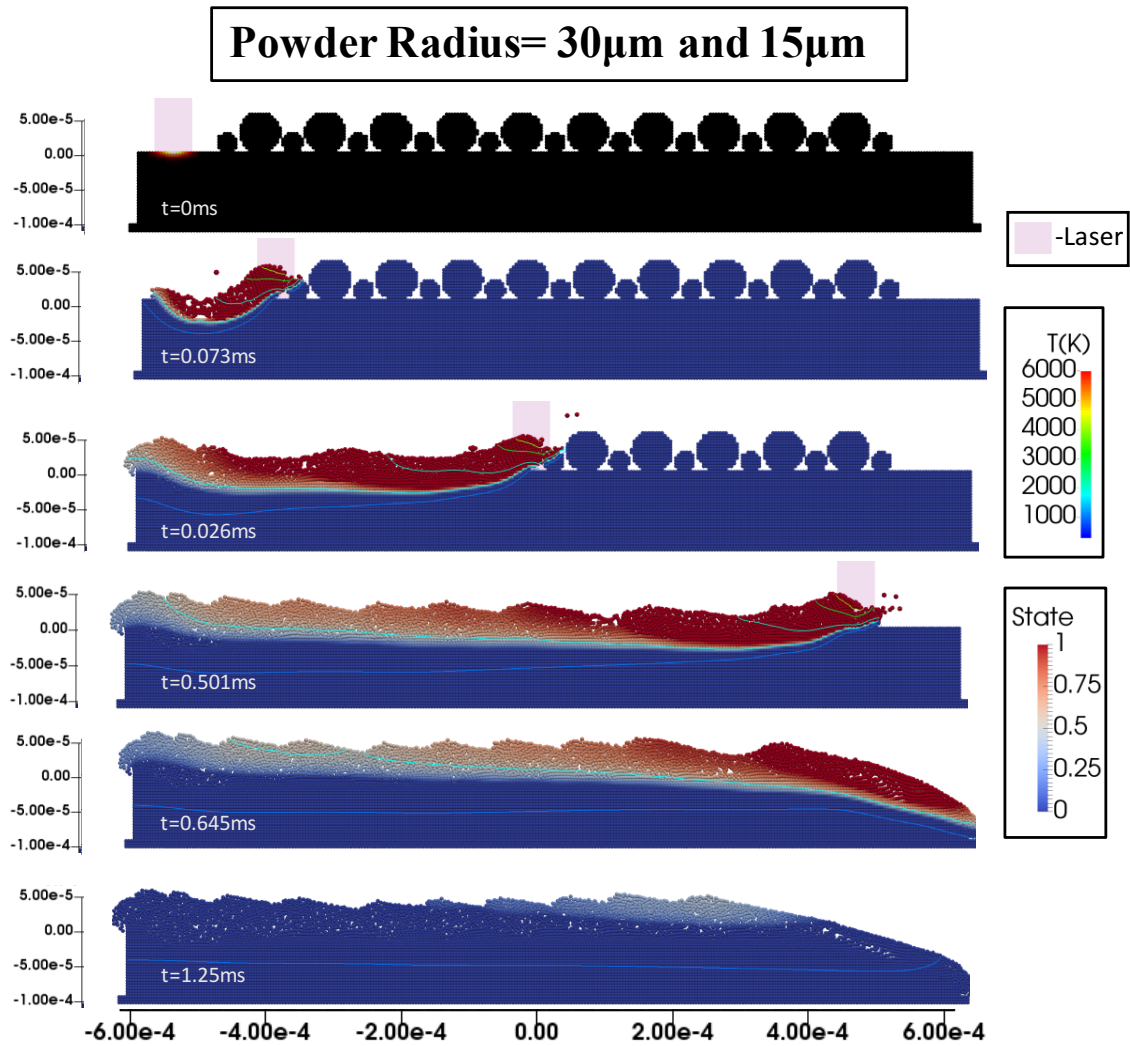 Powder Radius= 30μm and 15μm
5.00e-5
0.00
-5.00e-5
-1.00e-4
t=0ms
-Laser
5.00e-5
0.00
-5.00e-5
-1.00e-4
t=0.073ms
T(K)
6000
5000
4000
3000
2000
1000
5.00e-5
0.00
-5.00e-5
-1.00e-4
t=0.026ms
5.00e-5
0.00
-5.00e-5
-1.00e-4
t=0.501ms
State
1
0.75
0.5
0.25
0
5.00e-5
0.00
-5.00e-5
-1.00e-4
t=0.645ms
5.00e-5
0.00
-5.00e-5
-1.00e-4
t=1.25ms
-6.00e-4 -4.00e-4 -2.00e-4 0.00 2.00e-4 4.00e-4 6.00e-4